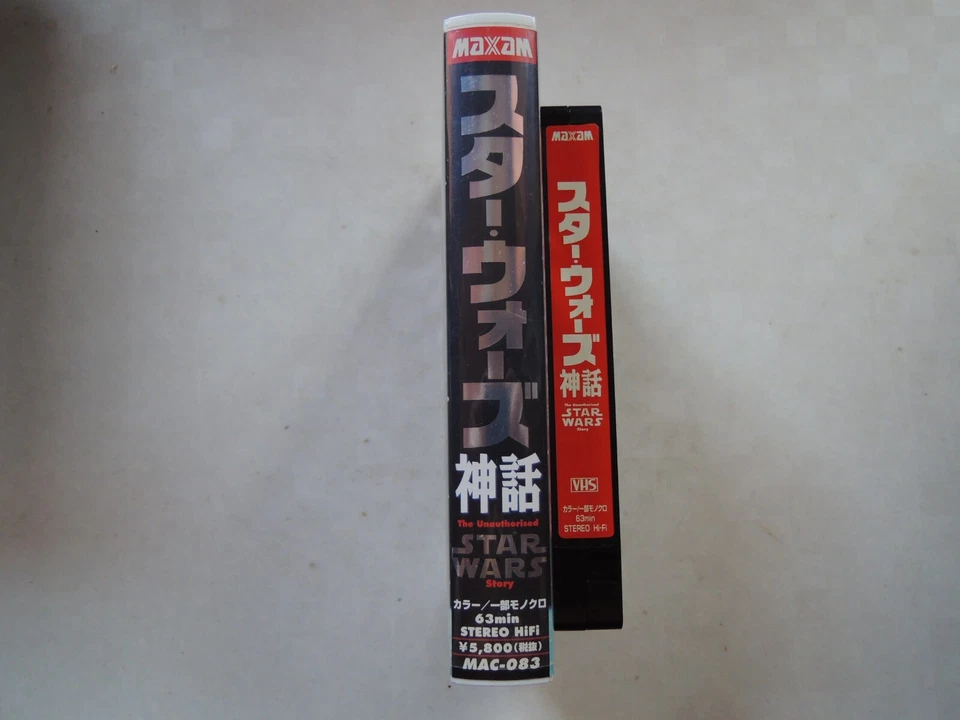 MAXAM
スター・ウォーズ
神話
The Unauthorised
STAR
WARS
Story
カラー／一部モノクロ
63min
STEREO HiFi
¥5,800(税抜)
MAC-083
MAXAM
スター・ウォーズ
神話
The Unauthorised
STAR
WARS
Story
VHS
カラー/一部モノクロ
63min
STEREO Hi-Fi